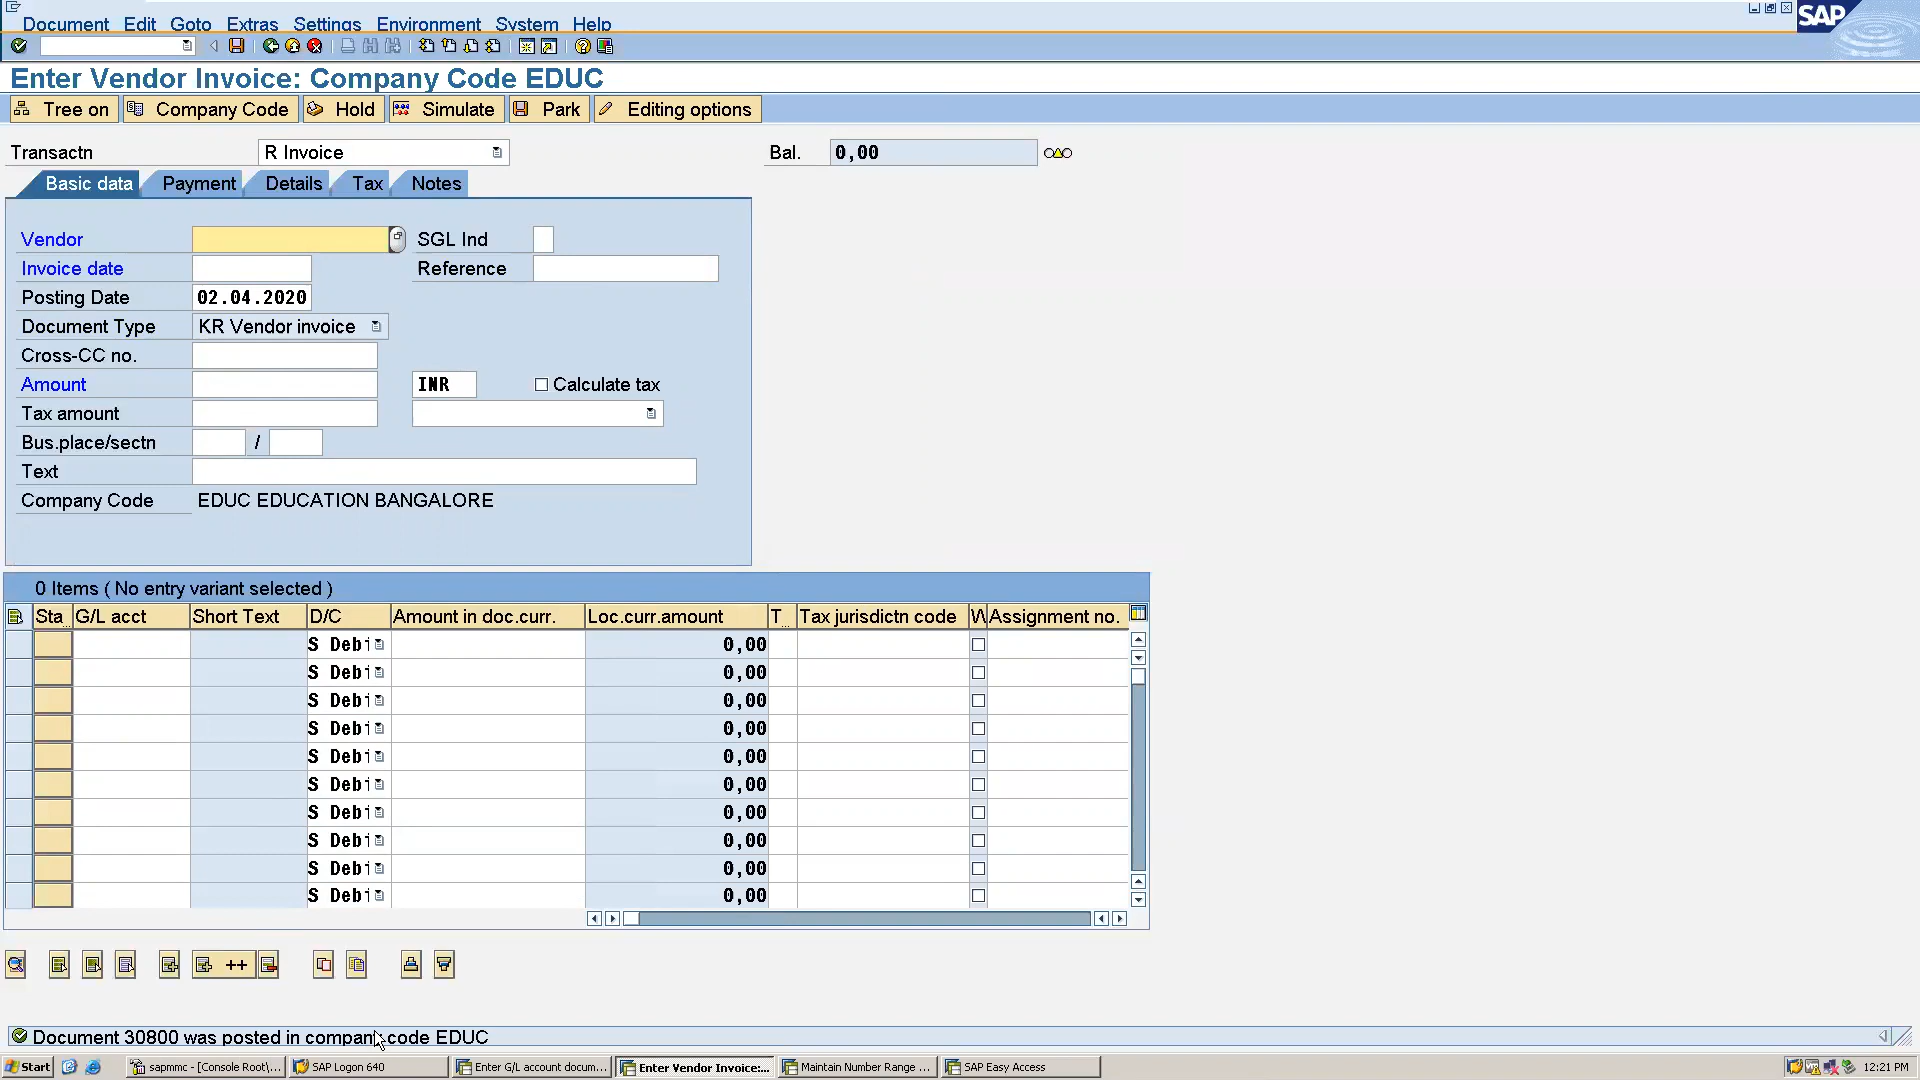 Document Edit Goto Extras Settings Environment System Help
SAP
Enter Vendor Invoice: Company Code EDUC
Tree on Company Code Hold Simulate Park Editing options
Transactn R Invoice Bal. 0,00
Basic data Payment Details Tax Notes
Vendor SGL Ind
Invoice date Reference
Posting Date 02.04.2020
Document Type KR Vendor invoice
Cross-CC no.
Amount INR Calculate tax
Tax amount
Bus.place/sectn /
Text
Company Code EDUC EDUCATION BANGALORE
0 Items ( No entry variant selected )
Sta... G/L acct Short Text D/C Amount in doc.curr. Loc.curr.amount T... Tax jurisdictn code W Assignment no.
S Debi 0,00
S Debi 0,00
S Debi 0,00
S Debi 0,00
S Debi 0,00
S Debi 0,00
S Debi 0,00
S Debi 0,00
S Debi 0,00
S Debi 0,00
++
Document 30800 was posted in company code EDUC
Start sapmmc - [Console Root\... SAP Logon 640 Enter G/L account docum... Enter Vendor Invoice:... Maintain Number Range ... SAP Easy Access 12:21 PM